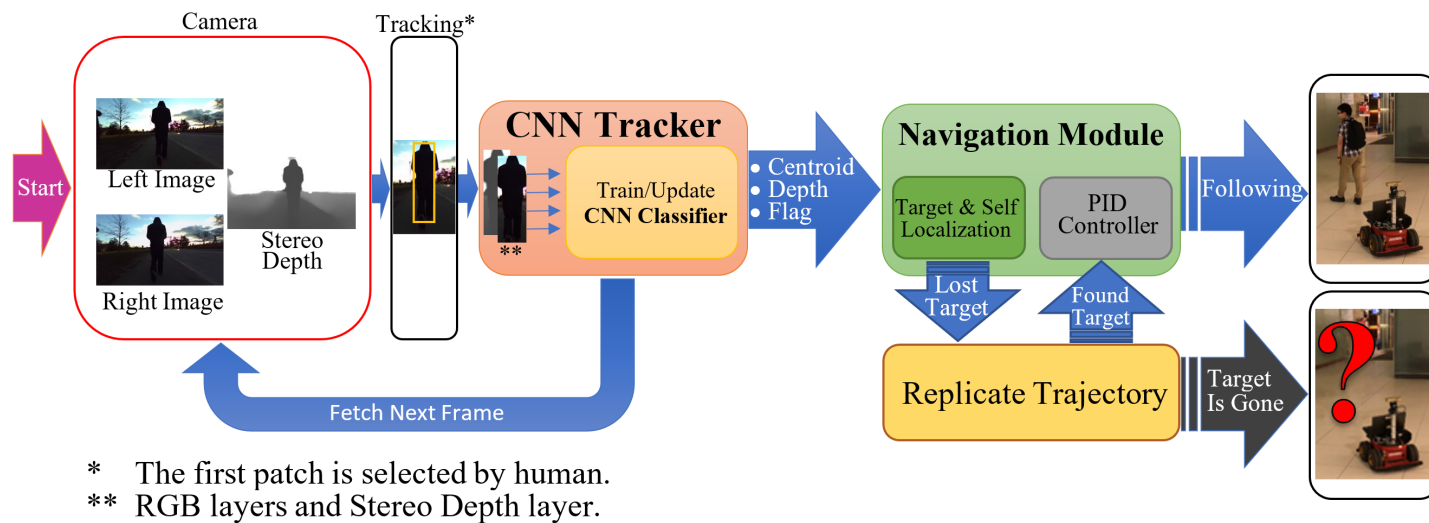 Camera
Tracking*
Start
Left Image
Right Image
Stereo
Depth
CNN Tracker
Train/Update
CNN Classifier
**
• Centroid
• Depth
• Flag
Navigation Module
Target & Self
Localization
PID
Controller
Following
Lost
Target
Found
Target
Replicate Trajectory
Target
Is Gone
?
Fetch Next Frame
* The first patch is selected by human.
** RGB layers and Stereo Depth layer.